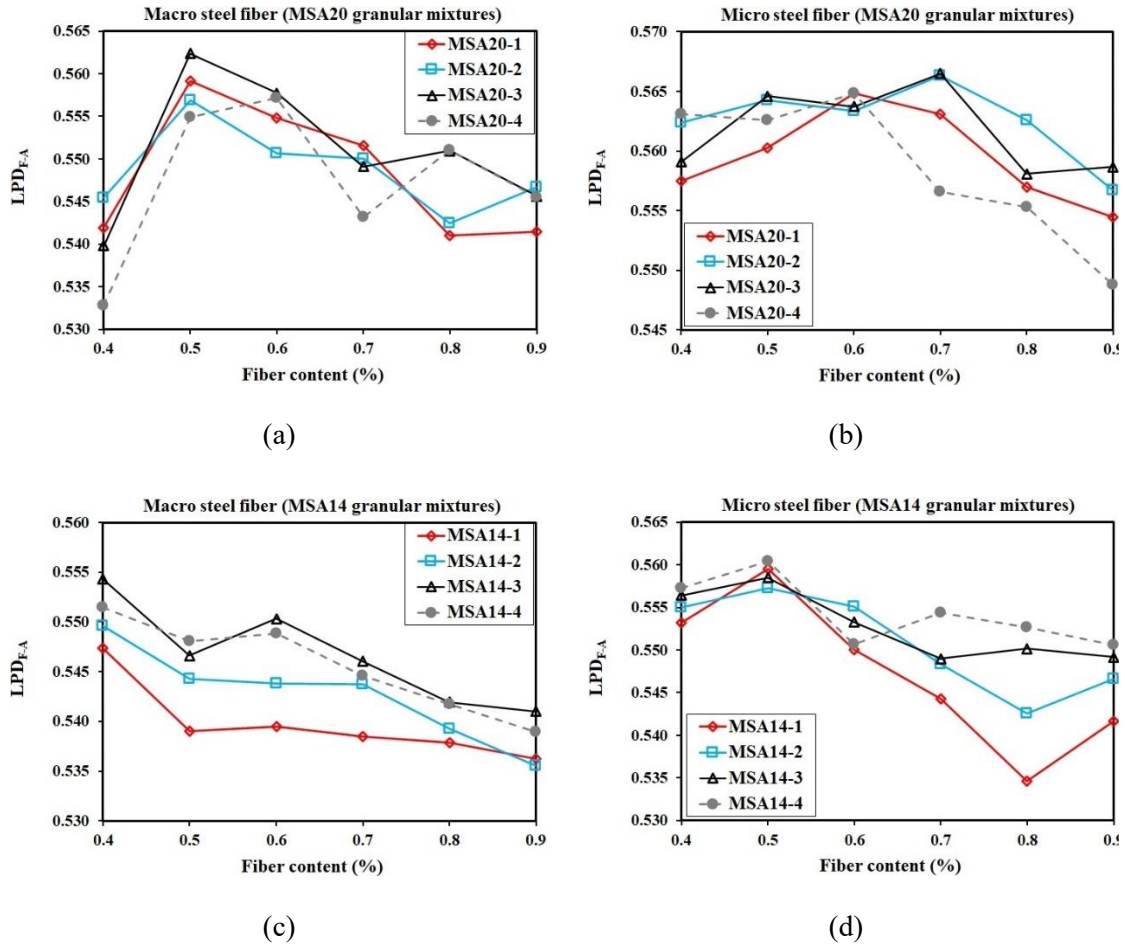 Macro steel fiber (MSA20 granular mixtures)
0.565
0.560
0.555
0.550
0.545
0.540
0.535
0.530
LPD_F-A
MSA20-1
MSA20-2
MSA20-3
MSA20-4
0.4 0.5 0.6 0.7 0.8 0.9
Fiber content (%)
(a)
Micro steel fiber (MSA20 granular mixtures)
0.570
0.565
0.560
0.555
0.550
0.545
LPD_F-A
MSA20-1
MSA20-2
MSA20-3
MSA20-4
0.4 0.5 0.6 0.7 0.8 0.9
Fiber content (%)
(b)
Macro steel fiber (MSA14 granular mixtures)
0.560
0.555
0.550
0.545
0.540
0.535
0.530
LPD_F-A
MSA14-1
MSA14-2
MSA14-3
MSA14-4
0.4 0.5 0.6 0.7 0.8 0.9
Fiber content (%)
(c)
Micro steel fiber (MSA14 granular mixtures)
0.565
0.560
0.555
0.550
0.545
0.540
0.535
0.530
LPD_F-A
MSA14-1
MSA14-2
MSA14-3
MSA14-4
0.4 0.5 0.6 0.7 0.8 0.9
Fiber content (%)
(d)